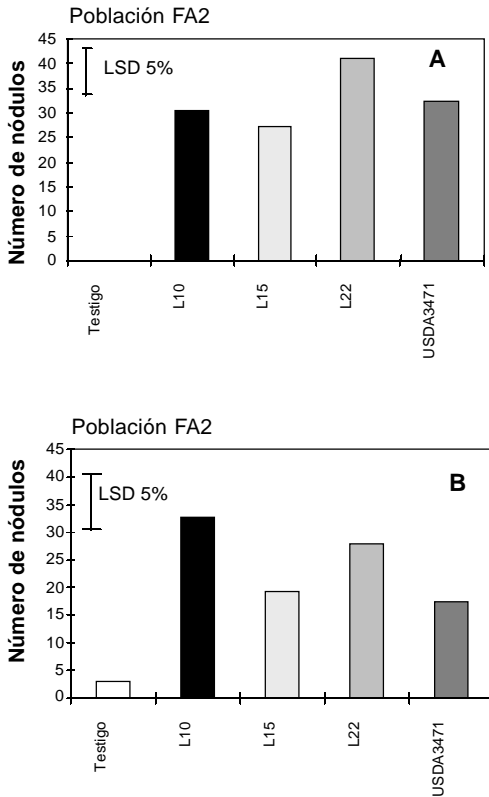 Población FA2
45
40
35
30
25
20
15
10
5
0
Número de nódulos
LSD 5%
A
Testigo
L10
L15
L22
USDA3471
Población FA2
45
40
35
30
25
20
15
10
5
0
Número de nódulos
LSD 5%
B
Testigo
L10
L15
L22
USDA3471